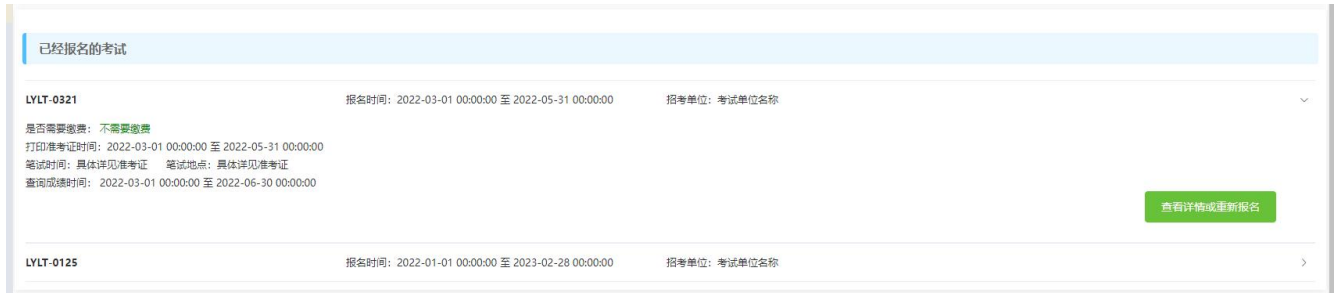 已经报名的考试
LYLT-0321 报名时间：2022-03-01 00:00:00 至 2022-05-31 00:00:00 招考单位：考试单位名称
是否需要缴费：不需要缴费
打印准考证时间：2022-03-01 00:00:00 至 2022-05-31 00:00:00
笔试时间：具体详见准考证 笔试地点：具体详见准考证
查询成绩时间： 2022-03-01 00:00:00 至 2022-06-30 00:00:00
查看详情或重新报名
LYLT-0125 报名时间：2022-01-01 00:00:00 至 2023-02-28 00:00:00 招考单位：考试单位名称